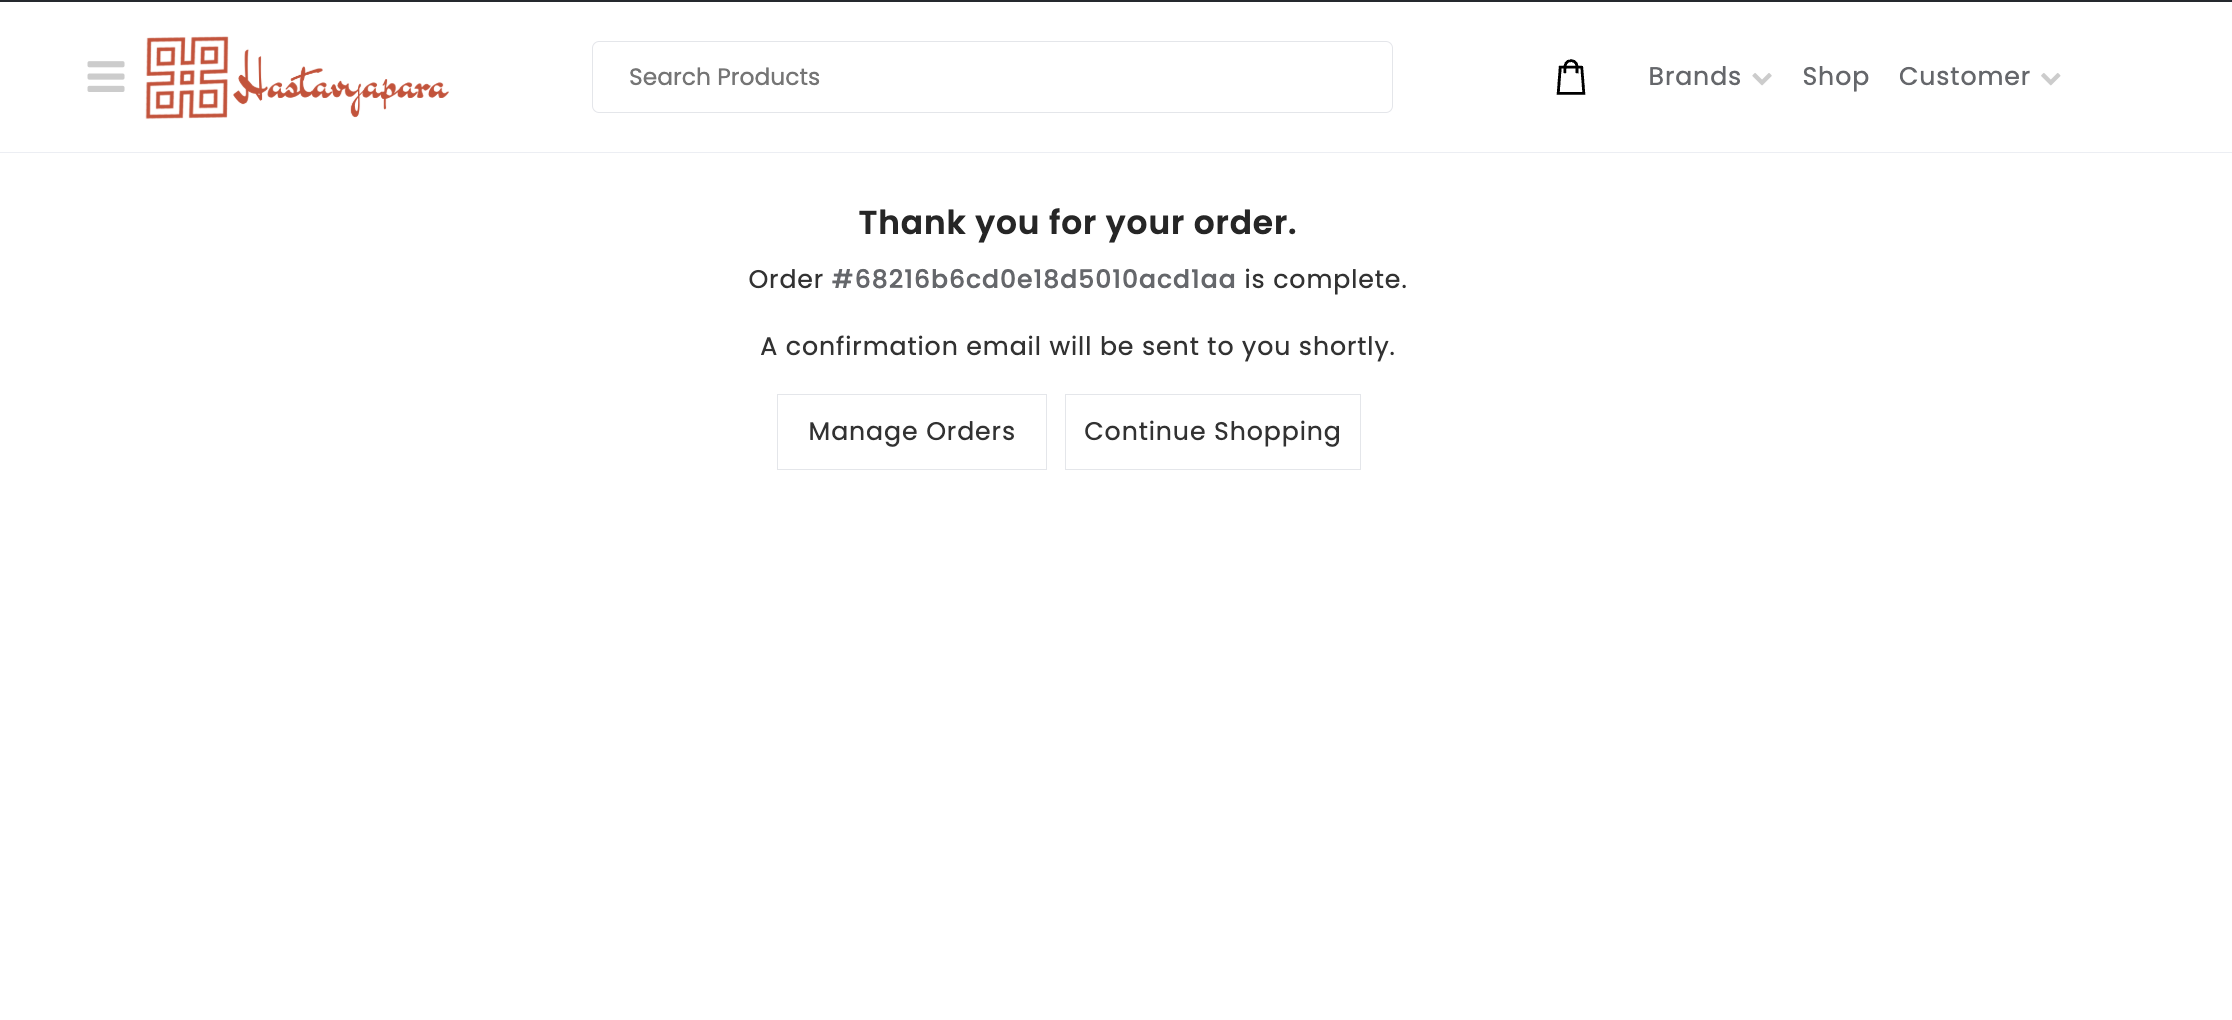 Hastavyapara
Search Products
Brands
Shop
Customer
Thank you for your order.
Order #68216b6cd0e18d5010acd1aa is complete.
A confirmation email will be sent to you shortly.
Manage Orders
Continue Shopping